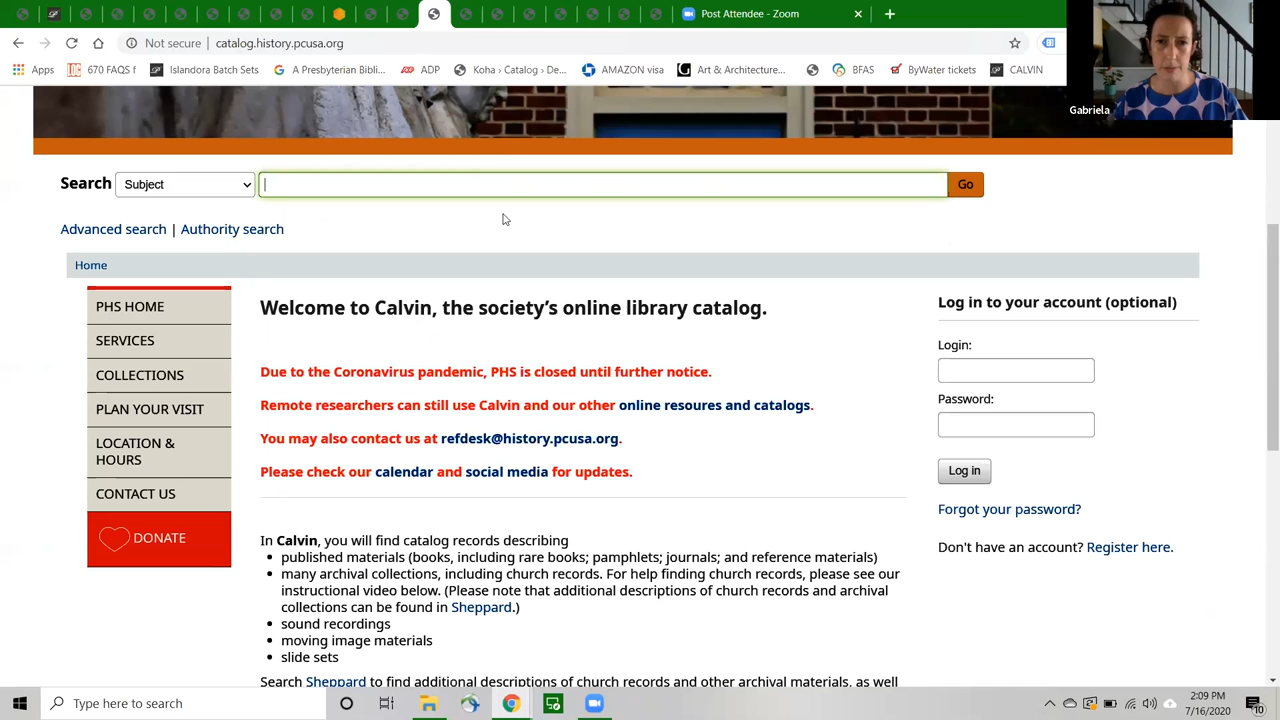 Post Attendee - Zoom
Not secure | catalog.history.pcusa.org
Apps 670 FAQS f Islandora Batch Sets A Presbyterian Bibli... ADP Koha › Catalog › De... AMAZON visa Art & Architecture... BFAS ByWater tickets CALVIN
Gabriela
Search Subject Go
Advanced search | Authority search
Home
PHS HOME
SERVICES
COLLECTIONS
PLAN YOUR VISIT
LOCATION &
HOURS
CONTACT US
DONATE
Welcome to Calvin, the society's online library catalog.
Due to the Coronavirus pandemic, PHS is closed until further notice.
Remote researchers can still use Calvin and our other online resoures and catalogs.
You may also contact us at refdesk@history.pcusa.org.
Please check our calendar and social media for updates.
In Calvin, you will find catalog records describing
• published materials (books, including rare books; pamphlets; journals; and reference materials)
• many archival collections, including church records. For help finding church records, please see our
instructional video below. (Please note that additional descriptions of church records and archival
collections can be found in Sheppard.)
• sound recordings
• moving image materials
• slide sets
Search Sheppard to find additional descriptions of church records and other archival materials, as well
Log in to your account (optional)
Login:
Password:
Log in
Forgot your password?
Don't have an account? Register here.
Type here to search
2:09 PM
7/16/2020
10